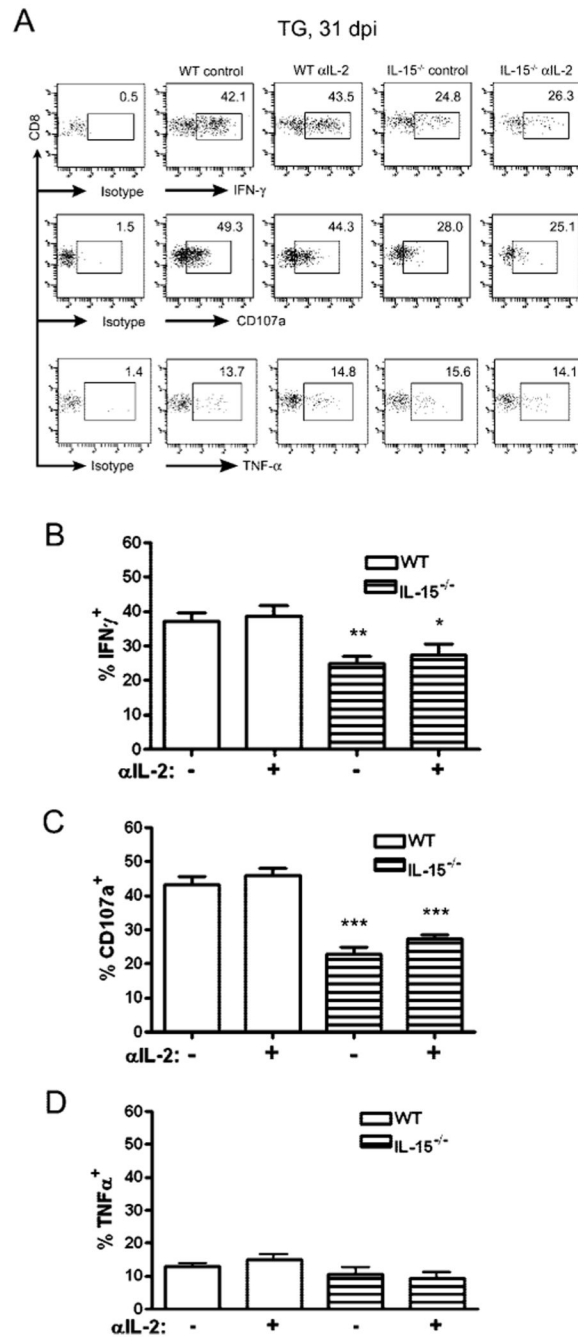 A
TG, 31 dpi
WT control WT αIL-2 IL-15-/- control IL-15-/- αIL-2
CD8
0.5 42.1 43.5 24.8 26.3
Isotype IFN-γ
1.5 49.3 44.3 28.0 25.1
Isotype CD107a
1.4 13.7 14.8 15.6 14.1
Isotype TNF-α
B
% IFNγ+
60
50
40
30
20
10
0
WT
IL-15-/-
** *
αIL-2: - + - +
C
% CD107a+
60
50
40
30
20
10
0
WT
IL-15-/-
*** ***
αIL-2: - + - +
D
% TNFα+
60
50
40
30
20
10
0
WT
IL-15-/-
αIL-2: - + - +